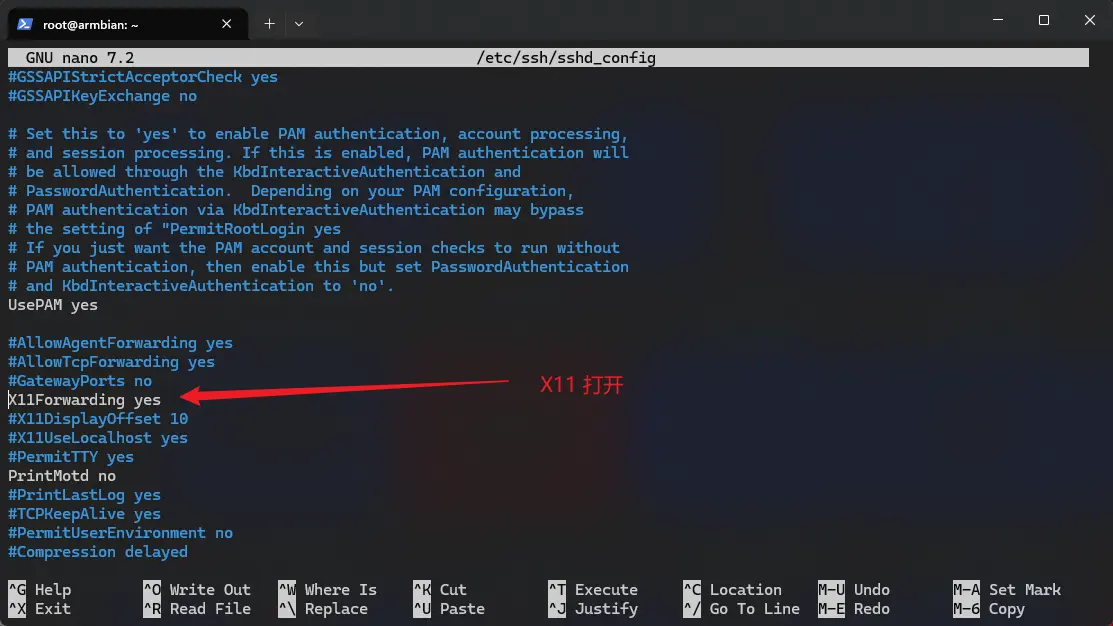 root@armbian: ~
GNU nano 7.2 /etc/ssh/sshd_config
#GSSAPIStrictAcceptorCheck yes
#GSSAPIKeyExchange no
# Set this to 'yes' to enable PAM authentication, account processing,
# and session processing. If this is enabled, PAM authentication will
# be allowed through the KbdInteractiveAuthentication and
# PasswordAuthentication.  Depending on your PAM configuration,
# PAM authentication via KbdInteractiveAuthentication may bypass
# the setting of "PermitRootLogin yes
# If you just want the PAM account and session checks to run without
# PAM authentication, then enable this but set PasswordAuthentication
# and KbdInteractiveAuthentication to 'no'.
UsePAM yes
#AllowAgentForwarding yes
#AllowTcpForwarding yes
#GatewayPorts no
X11Forwarding yes X11 打开
#X11DisplayOffset 10
#X11UseLocalhost yes
#PermitTTY yes
PrintMotd no
#PrintLastLog yes
#TCPKeepAlive yes
#PermitUserEnvironment no
#Compression delayed
^G Help ^O Write Out ^W Where Is ^K Cut ^T Execute ^C Location M-U Undo M-A Set Mark
^X Exit ^R Read File ^\ Replace ^U Paste ^J Justify ^/ Go To Line M-E Redo M-6 Copy